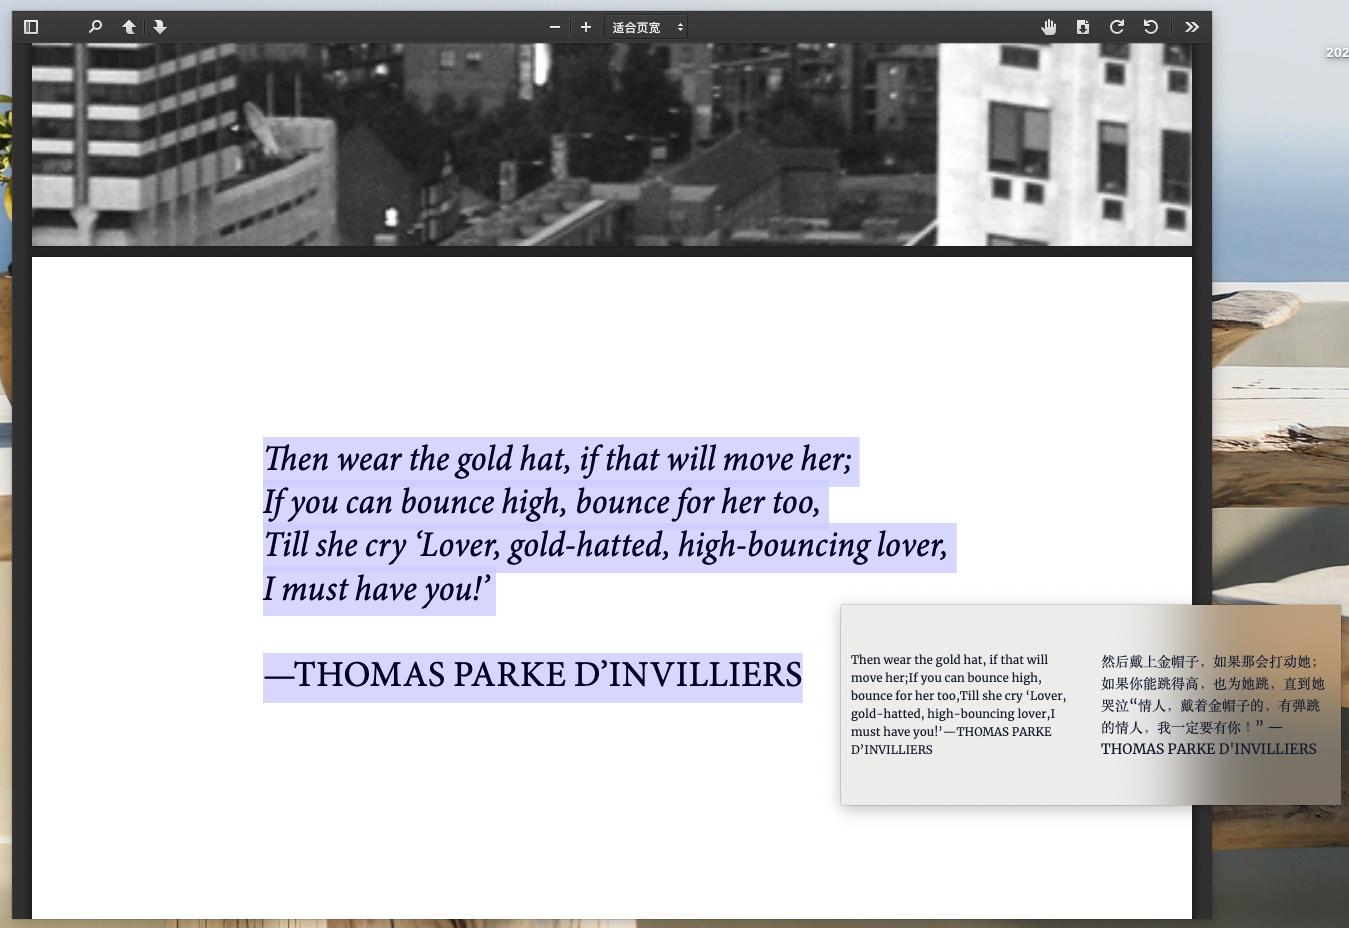 适合页宽
202
Then wear the gold hat, if that will move her;
If you can bounce high, bounce for her too,
Till she cry ‘Lover, gold-hatted, high-bouncing lover,
I must have you!’
—THOMAS PARKE D’INVILLIERS
Then wear the gold hat, if that will
move her;If you can bounce high,
bounce for her too,Till she cry ‘Lover,
gold-hatted, high-bouncing lover,I
must have you!’—THOMAS PARKE
D’INVILLIERS
然后戴上金帽子，如果那会打动她；
如果你能跳得高，也为她跳，直到她
哭泣“情人，戴着金帽子的，有弹跳
的情人，我一定要有你！” —
THOMAS PARKE D'INVILLIERS